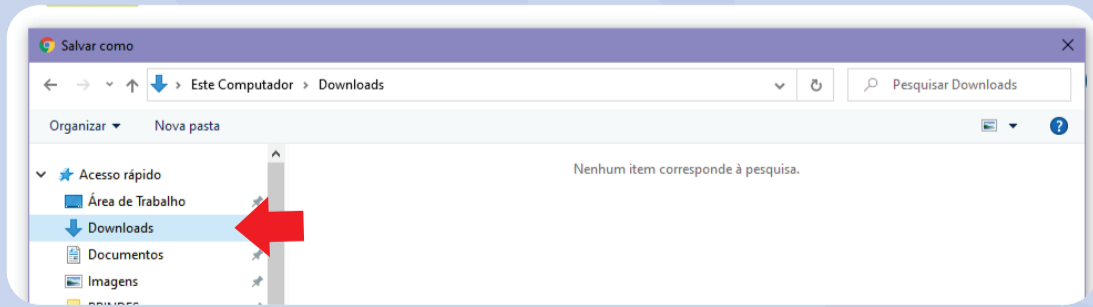 Salvar como
Este Computador > Downloads
Pesquisar Downloads
Organizar
Nova pasta
?
Nenhum item corresponde à pesquisa.
Acesso rápido
Área de Trabalho
Downloads
Documentos
Imagens